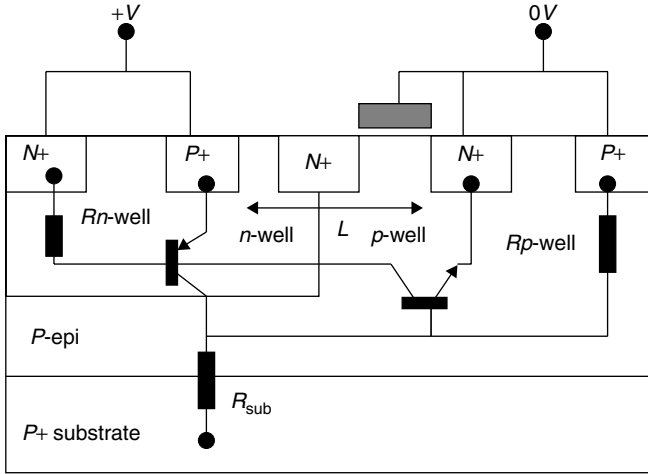 +V
0V
N+
P+
N+
N+
P+
Rn-well
n-well
L
p-well
Rp-well
P-epi
Rsub
P+ substrate